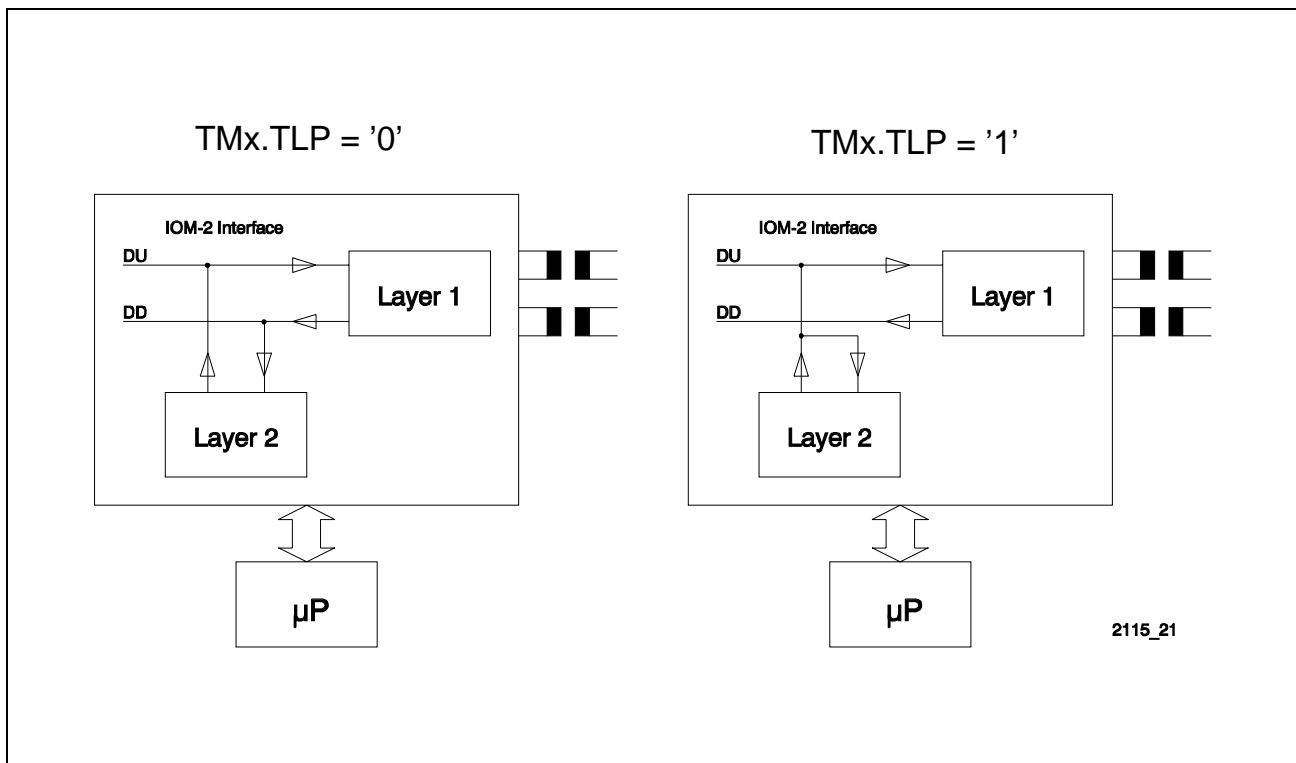 TMx.TLP = ’0’
IOM-2 Interface
DU
DD
Layer 1
Layer 2
µP
TMx.TLP = ’1’
IOM-2 Interface
DU
DD
Layer 1
Layer 2
µP
2115_21